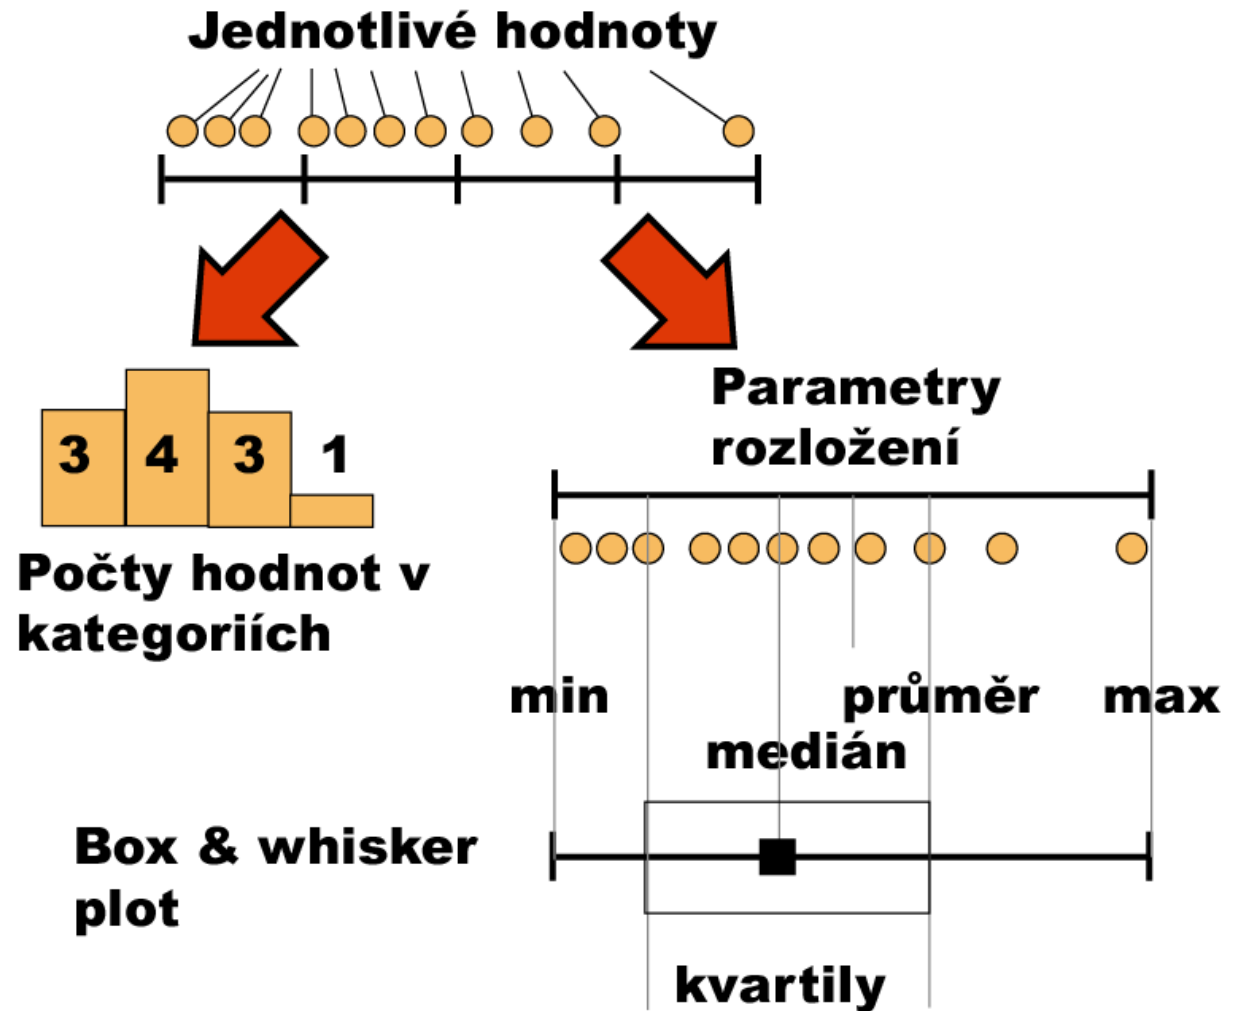 Jednotlivé hodnoty
3 4 3 1
Počty hodnot v
kategoriích
Parametry
rozložení
min průměr max
medián
Box & whisker
plot
kvartily